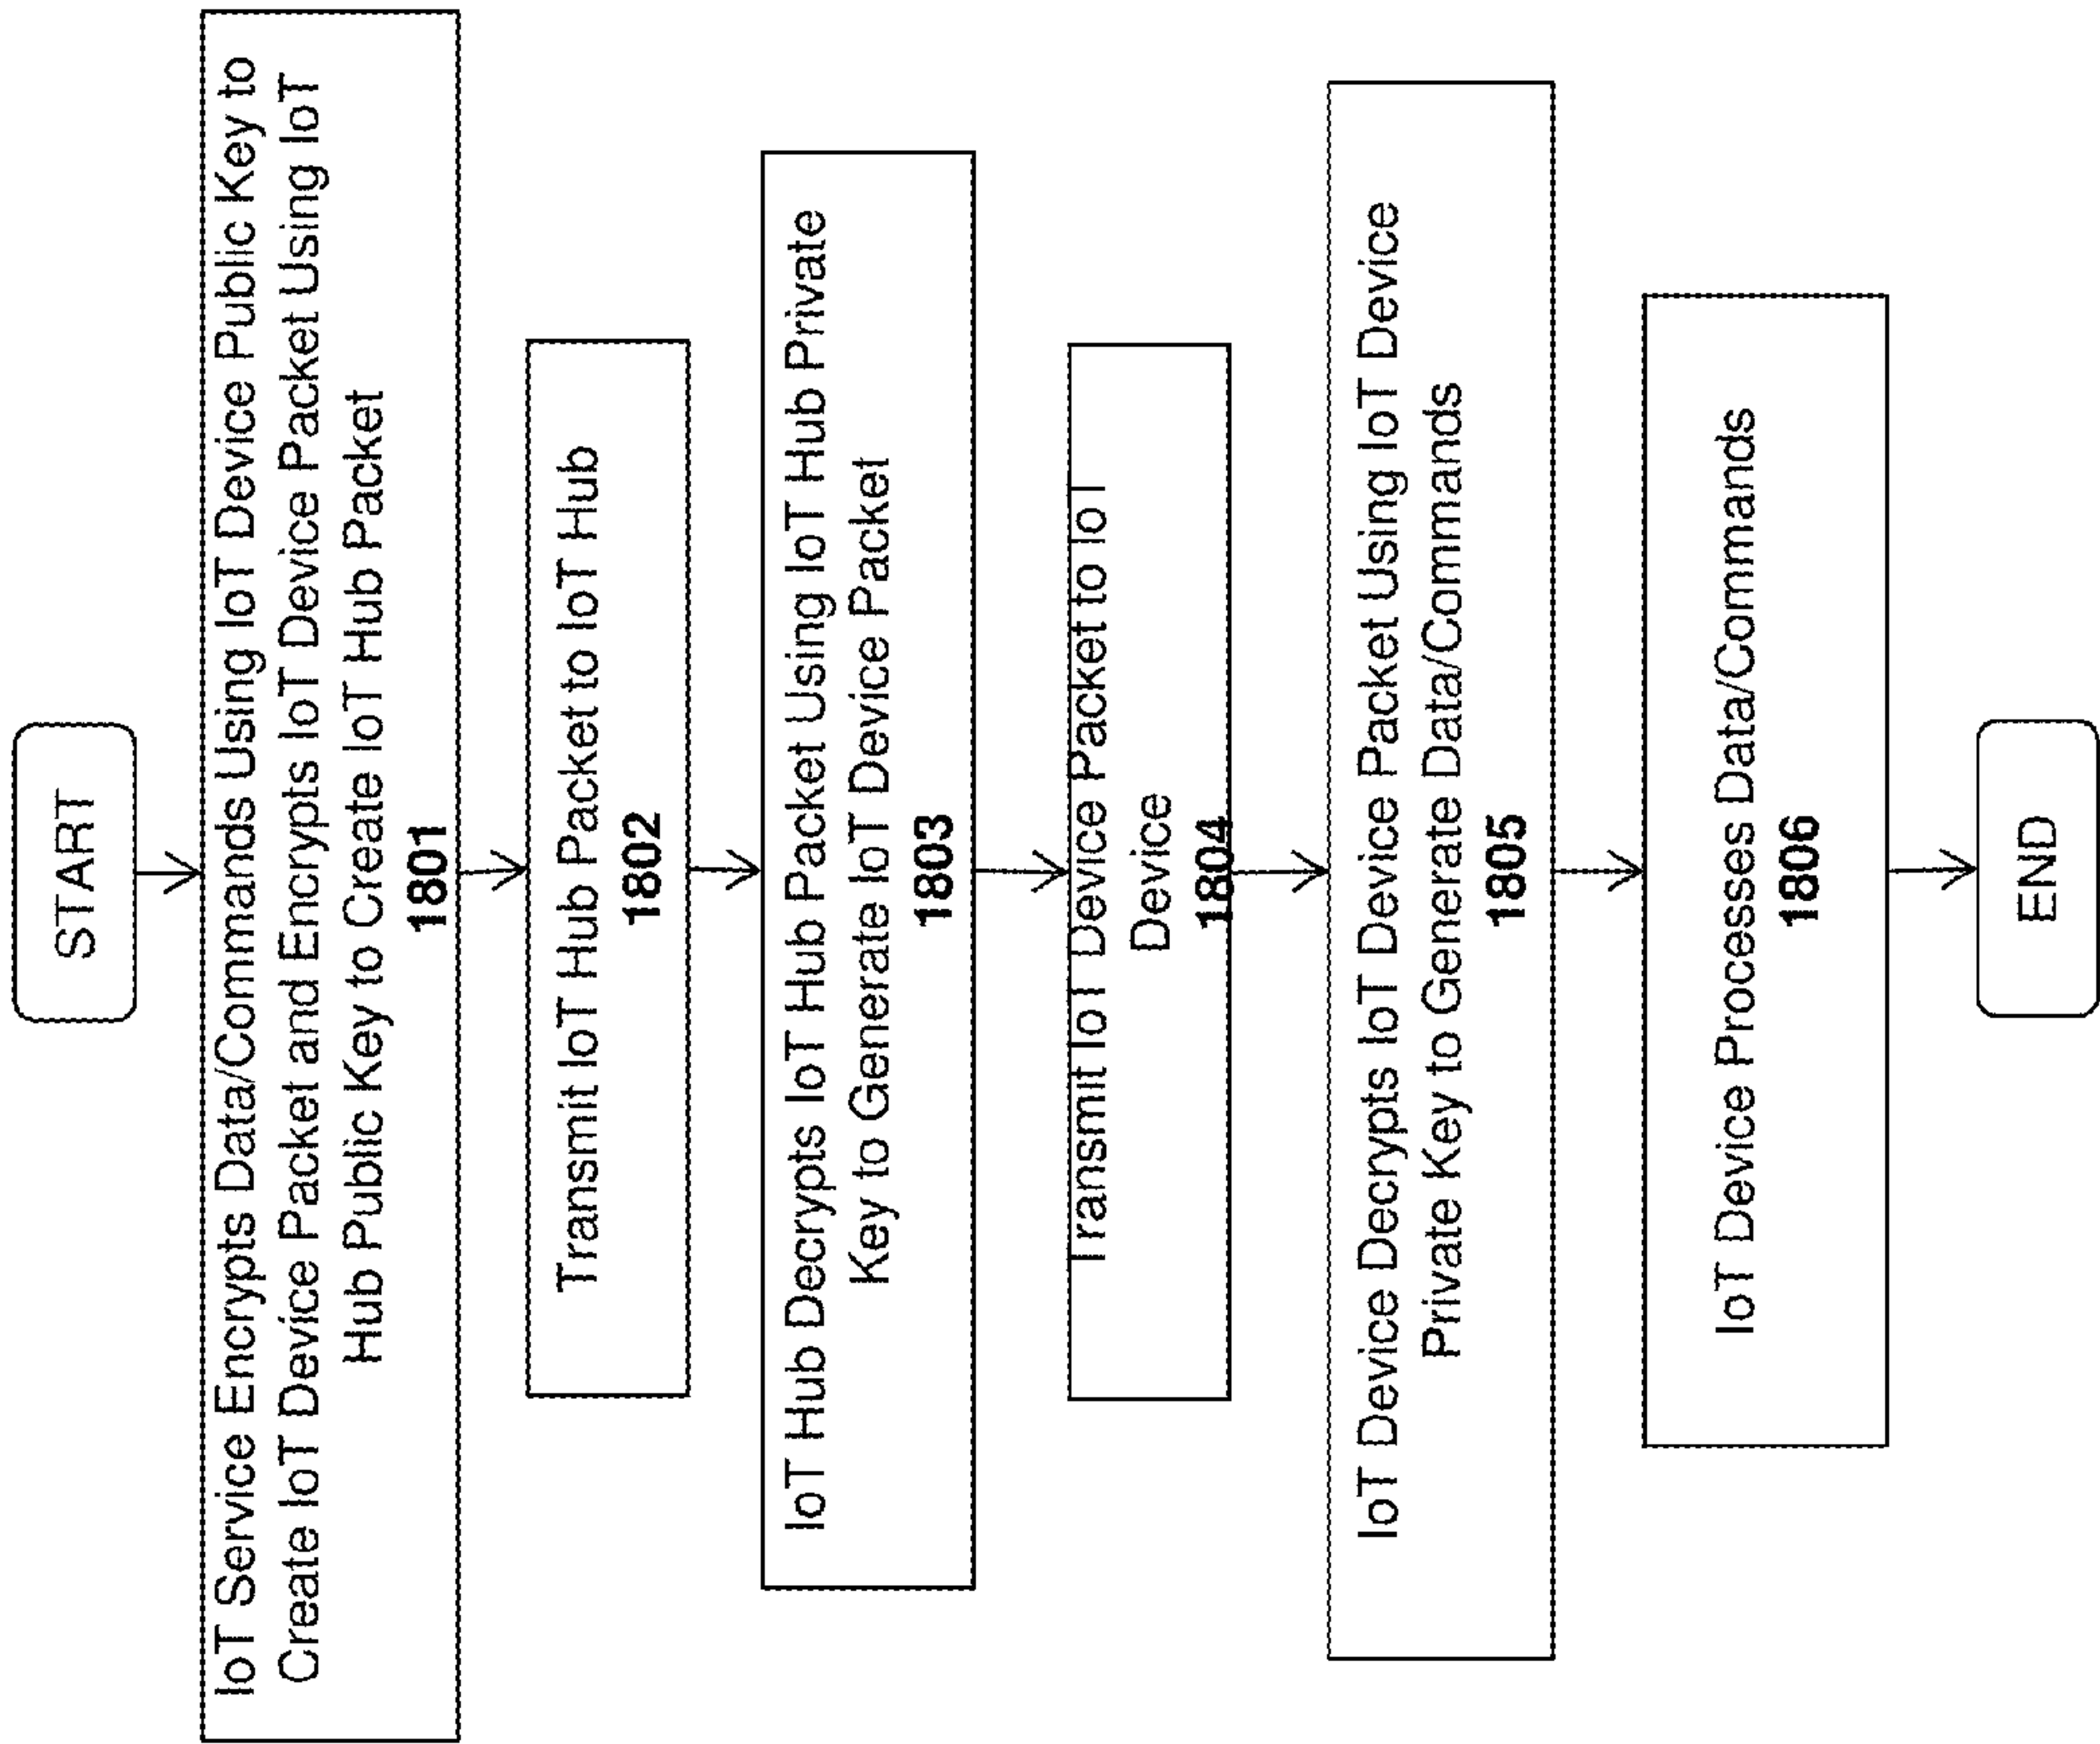 START
IoT Service Encrypts Data/Commands Using IoT Device Public Key to
Create IoT Device Packet and Encrypts IoT Device Packet Using IoT
Hub Public Key to Create IoT Hub Packet
1801
Transmit IoT Hub Packet to IoT Hub
1802
IoT Hub Decrypts IoT Hub Packet Using IoT Hub Private
Key to Generate IoT Device Packet
1803
Transmit IoT Device Packet to IoT
Device
1804
IoT Device Decrypts IoT Device Packet Using IoT Device
Private Key to Generate Data/Commands
1805
IoT Device Processes Data/Commands
1806
END